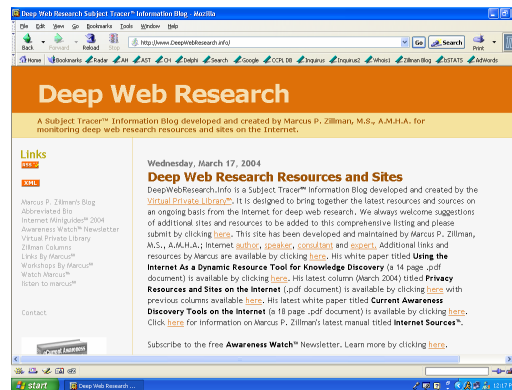 Deep Web Research Subject Tracer™ Information Blog - Mozilla
File Edit View Go Bookmarks Tools Window Help
Back Forward Reload Stop http://www.DeepWebResearch.info/ Go Search Print
Home Bookmarks Radar AH AST CH Delphi Search Google CCPL DB Inquirus Inquirus2 Whois1 Zillman Blog bSTATS AdWords
Deep Web Research
A Subject Tracer™ Information Blog developed and created by Marcus P. Zillman, M.S., A.M.H.A. for
monitoring deep web research resources and sites on the Internet.
Links
RSS
XML
Marcus P. Zillman's Blog
Abbreviated Bio
Internet Miniguides™ 2004
Awareness Watch™ Newsletter
Virtual Private Library
Zillman Columns
Links By Marcus™
Workshops By Marcus™
Watch Marcus™
listen to marcus™
Contact
Awareness Watch™
Wednesday, March 17, 2004
Deep Web Research Resources and Sites
DeepWebResearch.Info is a Subject Tracer™ Information Blog developed and created by the
Virtual Private Library™. It is designed to bring together the latest resources and sources on
an ongoing basis from the Internet for deep web research. We always welcome suggestions
of additional sites and resources to be added to this comprehensive listing and please
submit by clicking here. This site has been developed and maintained by Marcus P. Zillman,
M.S., A.M.H.A.; Internet author, speaker, consultant and expert. Additional links and
resources by Marcus are available by clicking here. His white paper titled Using the
Internet As a Dynamic Resource Tool for Knowledge Discovery (a 14 page .pdf
document) is available by clicking here. His latest column (March 2004) titled Privacy
Resources and Sites on the Internet (.pdf document) is available by clicking here with
previous columns available here. His latest white paper titled Current Awareness
Discovery Tools on the Internet (a 18 page .pdf document) is available by clicking here.
Click here for information on Marcus P. Zillman's latest manual titled Internet Sources™.
Subscribe to the free Awareness Watch™ Newsletter. Learn more by clicking here.
start Deep Web Research ... 12:17 PM